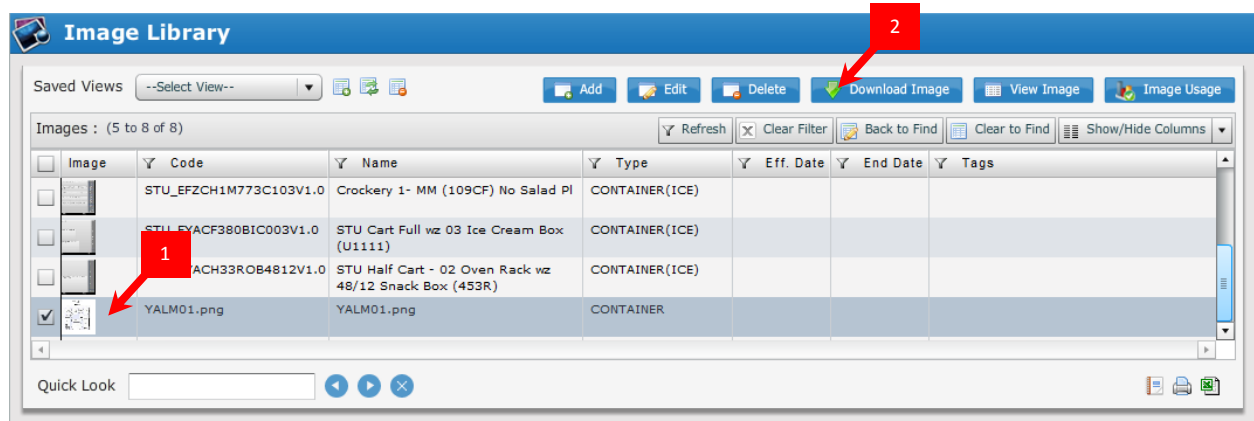 Image Library
2
Saved Views --Select View-- Add Edit Delete Download Image View Image Image Usage
Images : (5 to 8 of 8) Refresh Clear Filter Back to Find Clear to Find Show/Hide Columns
Image Code Name Type Eff. Date End Date Tags
STU_EFZCH1M773C103V1.0 Crockery 1- MM (109CF) No Salad Pl CONTAINER(ICE)
STU_EYACF380BIC003V1.0 STU Cart Full wz 03 Ice Cream Box CONTAINER(ICE)
(U1111)
1
STU Half Cart - 02 Oven Rack wz CONTAINER(ICE)
48/12 Snack Box (453R)
YALM01.png YALM01.png CONTAINER
Quick Look